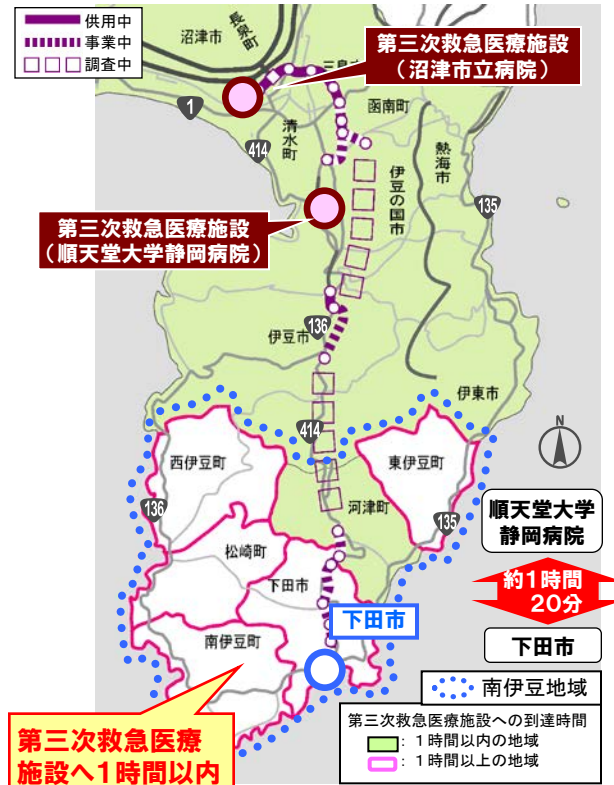 供用中
事業中
調査中
長泉町
沼津市
三島市
第三次救急医療施設
（沼津市立病院）
1
函南町
清水町
414
熱海市
伊豆の国市
135
第三次救急医療施設
（順天堂大学静岡病院）
136
伊豆市
伊東市
414
西伊豆町
東伊豆町
N
136
河津町
135
順天堂大学
静岡病院
松崎町
下田市
約1時間
20分
下田市
下田市
南伊豆町
南伊豆地域
第三次救急医療
施設へ1時間以内
第三次救急医療施設への到達時間
：１時間以内の地域
：１時間以上の地域